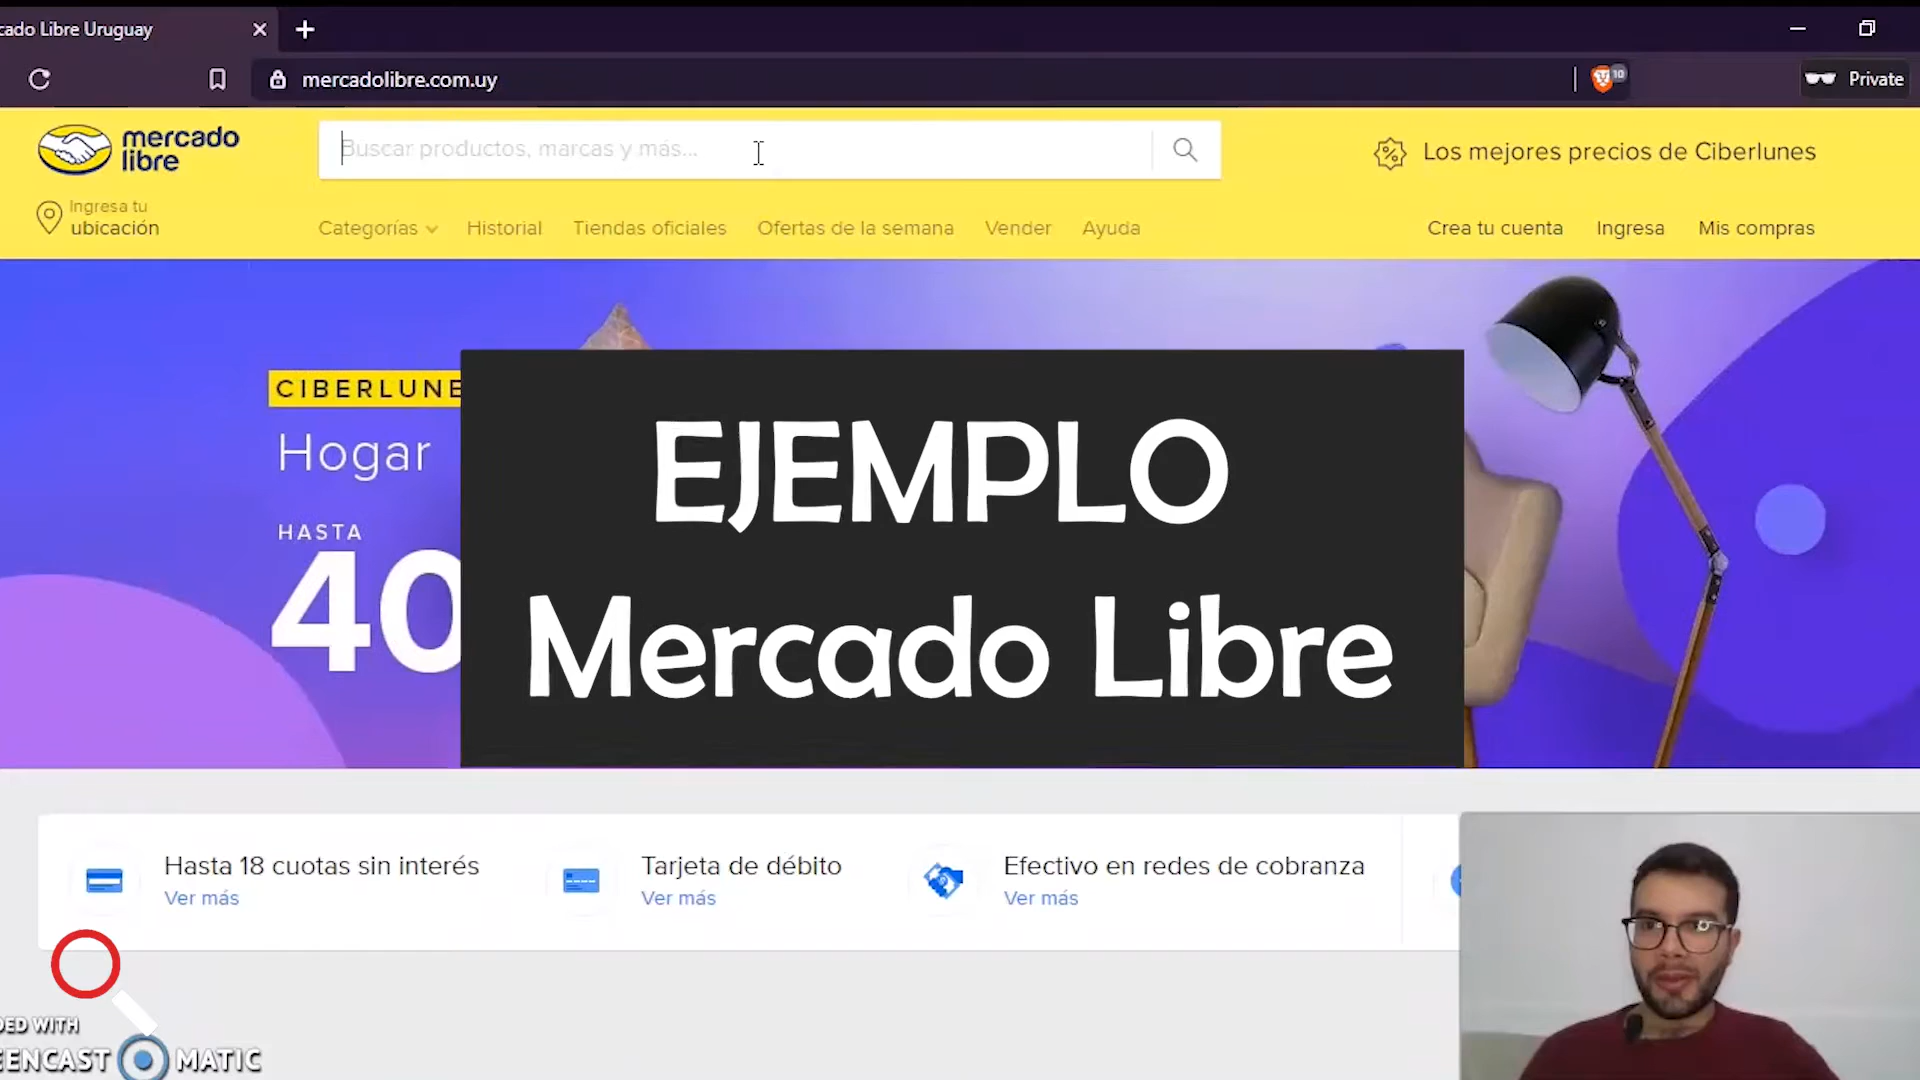 cado Libre Uruguay
mercadolibre.com.uy
10
Private
mercado
libre
Buscar productos, marcas y más...
Los mejores precios de Ciberlunes
Ingresa tu
ubicación
Categorías
Historial
Tiendas oficiales
Ofertas de la semana
Vender
Ayuda
Crea tu cuenta
Ingresa
Mis compras
CIBERLUNE
Hogar
HASTA
40
EJEMPLO
Mercado Libre
Hasta 18 cuotas sin interés
Ver más
Tarjeta de débito
Ver más
Efectivo en redes de cobranza
Ver más
DED WITH
EENCAST MATIC